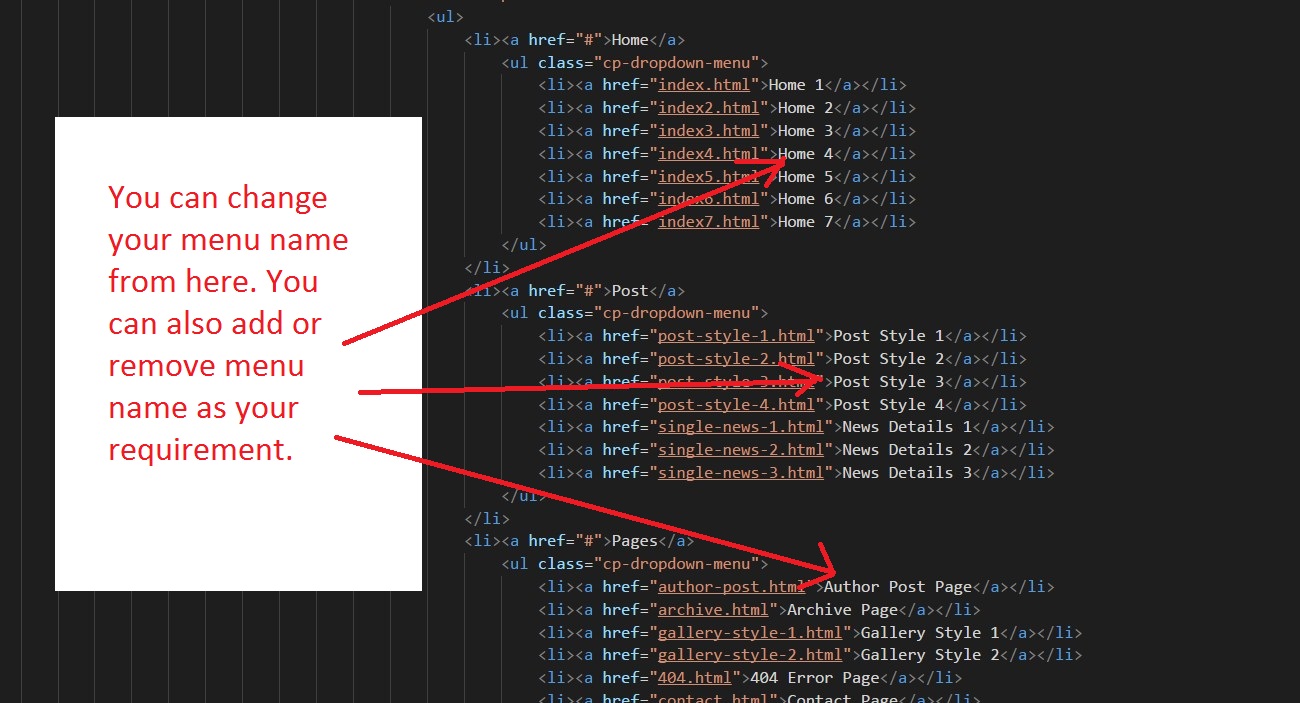 <ul>
<li><a href="#">Home</a>
<ul class="cp-dropdown-menu">
<li><a href="index.html">Home 1</a></li>
<li><a href="index2.html">Home 2</a></li>
<li><a href="index3.html">Home 3</a></li>
<li><a href="index4.html">Home 4</a></li>
<li><a href="index5.html">Home 5</a></li>
<li><a href="index6.html">Home 6</a></li>
<li><a href="index7.html">Home 7</a></li>
</ul>
</li>
<li><a href="#">Post</a>
<ul class="cp-dropdown-menu">
<li><a href="post-style-1.html">Post Style 1</a></li>
<li><a href="post-style-2.html">Post Style 2</a></li>
<li><a href="post-style-3.html">Post Style 3</a></li>
<li><a href="post-style-4.html">Post Style 4</a></li>
<li><a href="single-news-1.html">News Details 1</a></li>
<li><a href="single-news-2.html">News Details 2</a></li>
<li><a href="single-news-3.html">News Details 3</a></li>
</ul>
</li>
<li><a href="#">Pages</a>
<ul class="cp-dropdown-menu">
<li><a href="author-post.html">Author Post Page</a></li>
<li><a href="archive.html">Archive Page</a></li>
<li><a href="gallery-style-1.html">Gallery Style 1</a></li>
<li><a href="gallery-style-2.html">Gallery Style 2</a></li>
<li><a href="404.html">404 Error Page</a></li>
<li><a href="contact.html">Contact Page</a></li>
You can change
your menu name
from here. You
can also add or
remove menu
name as your
requirement.